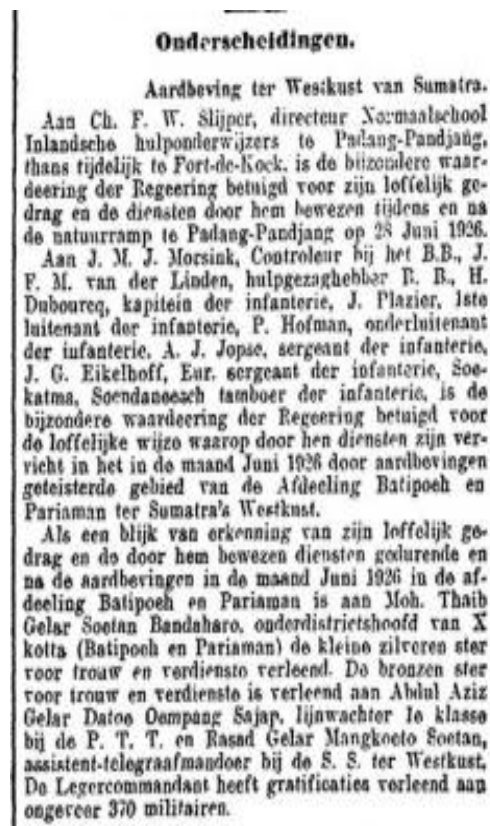 Onderscheidingen.
Aardbeving ter Westkust van Sumatra.
Aan Ch. F. W. Slijper, directeur Normaalschool
Inlandsche hulponderwijzers te Padang-Pandjang,
thans tijdelijk te Fort-de-Kock, is de bijzondere waar-
deering der Regeering betuigd voor zijn loffelijk ge-
drag en de diensten door hem bewezen tijdens en na
de natuurramp te Padang-Pandjang op 28 Juni 1926.
Aan J. M. J. Morsink, Controleur bij het B.B., J.
F. M. van der Linden, hulpgezaghebber B. B., H.
Dubourcq, kapitein der infanterie, J. Plazier, 1ste
luitenant der infanterie, P. Hofman, onderluitenant
der infanterie, A. J. Jopse, sergeant der infanterie,
J. G. Eikelhoff, Eur. sergeant der infanterie, Soe-
katma, Soendaneesch tamboer der infanterie, is de
bijzondere waardeering der Regeering betuigd voor
de loffelijke wijze waarop door hen diensten zijn ver-
richt in het in de maand Juni 1926 door aardbevingen
geteisterde gebied van de Afdeeling Batipoeh en
Pariaman ter Sumatra's Westkust.
Als een blijk van erkenning van zijn loffelijk ge-
drag en de door hem bewezen diensten gedurende en
na de aardbevingen in de maand Juni 1926 in de af-
deeling Batipoeh en Pariaman is aan Moh. Thaib
Gelar Soetan Bandaharo, onderdistrictshoofd van X
kotta (Batipoeh en Pariaman) de kleine zilveren ster
voor trouw en verdienste verleend. De bronzen ster
voor trouw en verdienste is verleend aan Abdul Aziz
Gelar Datoe Oempang Sajap, lijnwachter 1e klasse
bij de P. T. T. en Rasad Gelar Mangkoeto Soetan,
assistent-telegraafmandoer bij de S. S. ter Westkust.
De Legercommandant heeft gratificaties verleend aan
ongeveer 370 militairen.